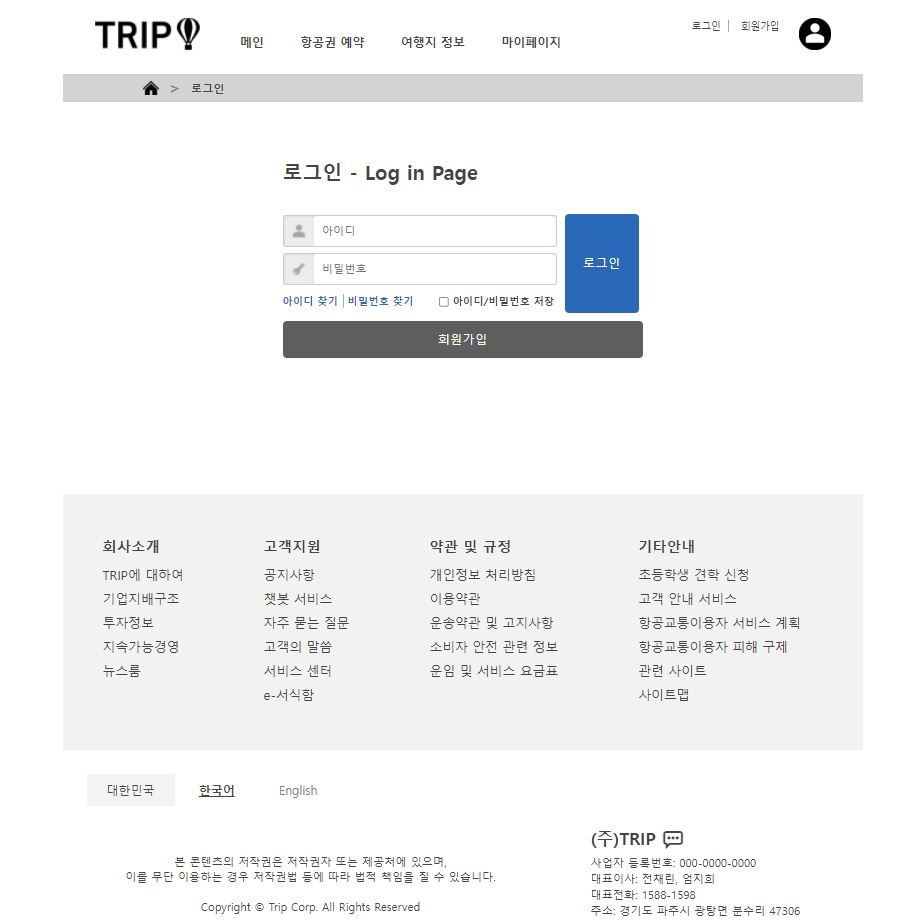 TRIP
메인 항공권 예약 여행지 정보 마이페이지
로그인 | 회원가입
> 로그인
로그인 - Log in Page
아이디
비밀번호
로그인
아이디 찾기 | 비밀번호 찾기
아이디/비밀번호 저장
회원가입
회사소개
TRIP에 대하여
기업지배구조
투자정보
지속가능경영
뉴스룸
고객지원
공지사항
챗봇 서비스
자주 묻는 질문
고객의 말씀
서비스 센터
e-서식함
약관 및 규정
개인정보 처리방침
이용약관
운송약관 및 고지사항
소비자 안전 관련 정보
운임 및 서비스 요금표
기타안내
초등학생 견학 신청
고객 안내 서비스
항공교통이용자 서비스 계획
항공교통이용자 피해 구제
관련 사이트
사이트맵
대한민국 한국어 English
본 콘텐츠의 저작권은 저작권자 또는 제공처에 있으며,
이를 무단 이용하는 경우 저작권법 등에 따라 법적 책임을 질 수 있습니다.
Copyright © Trip Corp. All Rights Reserved
(주)TRIP
사업자 등록번호: 000-0000-0000
대표이사: 전채린, 엄지희
대표전화: 1588-1598
주소: 경기도 파주시 광탄면 분수리 47306